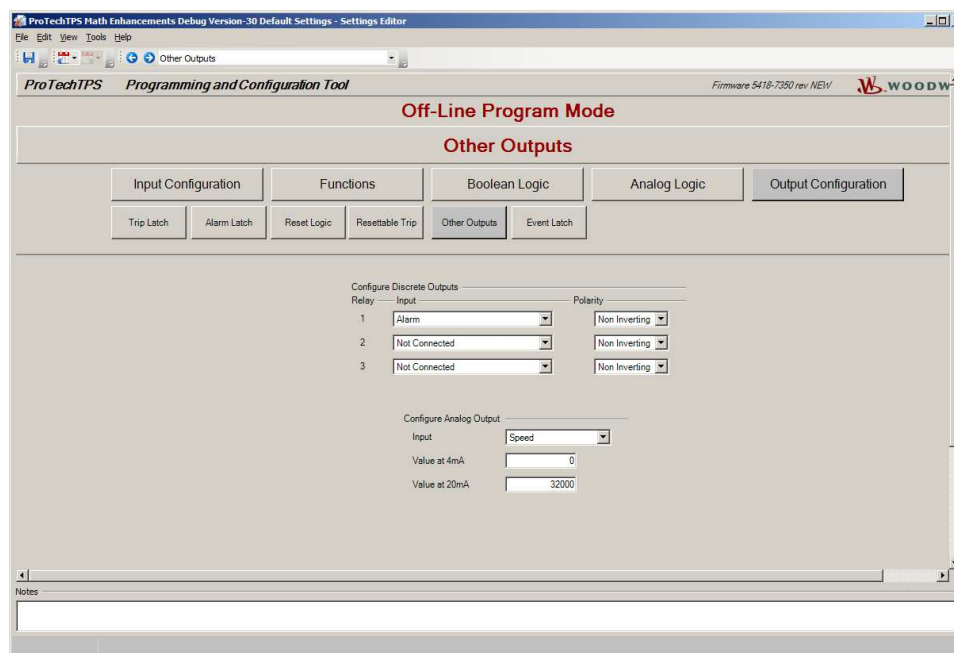 ProTechTPS Math Enhancements Debug Version-30 Default Settings - Settings Editor
File Edit View Tools Help
Other Outputs
ProTechTPS Programming and Configuration Tool Firmware 5418-7350 rev NEW WOODW
Off-Line Program Mode
Other Outputs
Input Configuration Functions Boolean Logic Analog Logic Output Configuration
Trip Latch Alarm Latch Reset Logic Resettable Trip Other Outputs Event Latch
Configure Discrete Outputs
Relay Input Polarity
1 Alarm Non Inverting
2 Not Connected Non Inverting
3 Not Connected Non Inverting
Configure Analog Output
Input Speed
Value at 4mA 0
Value at 20mA 32000
Notes